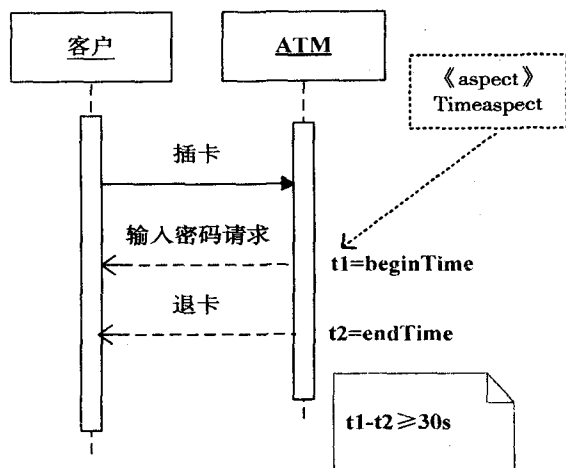 客户
ATM
《aspect》
Timeaspect
插卡
输入密码请求
t1=beginTime
退卡
t2=endTime
t1-t2≥30s